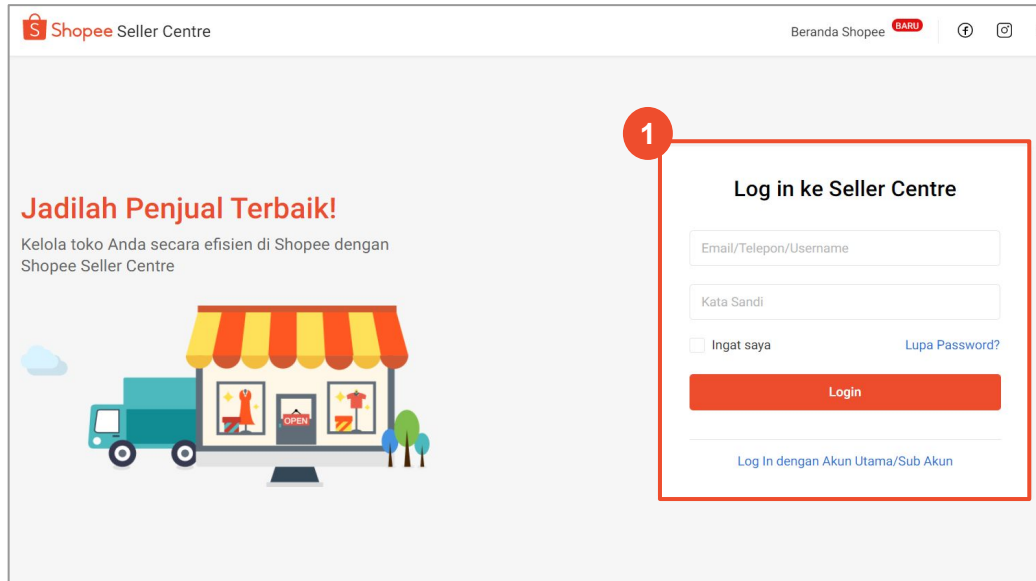 Shopee Seller Centre
Beranda Shopee BARU
1
Log in ke Seller Centre
Jadilah Penjual Terbaik!
Kelola toko Anda secara efisien di Shopee dengan
Shopee Seller Centre
Email/Telepon/Username
Kata Sandi
Ingat saya
Lupa Password?
Login
Log In dengan Akun Utama/Sub Akun
OPEN